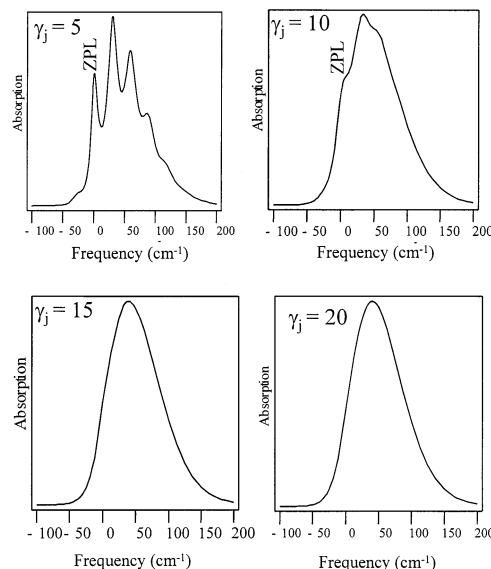 γj = 5
ZPL
Absorption
- 100 - 50 0 50 100 150 200
Frequency (cm-1)
γj = 10
ZPL
Absorption
- 100 - 50 0 50 100 150 200
Frequency (cm-1)
γj = 15
Absorption
- 100 - 50 0 50 100 150 200
Frequency (cm-1)
γj = 20
Absorption
- 100 - 50 0 50 100 150 200
Frequency (cm-1)